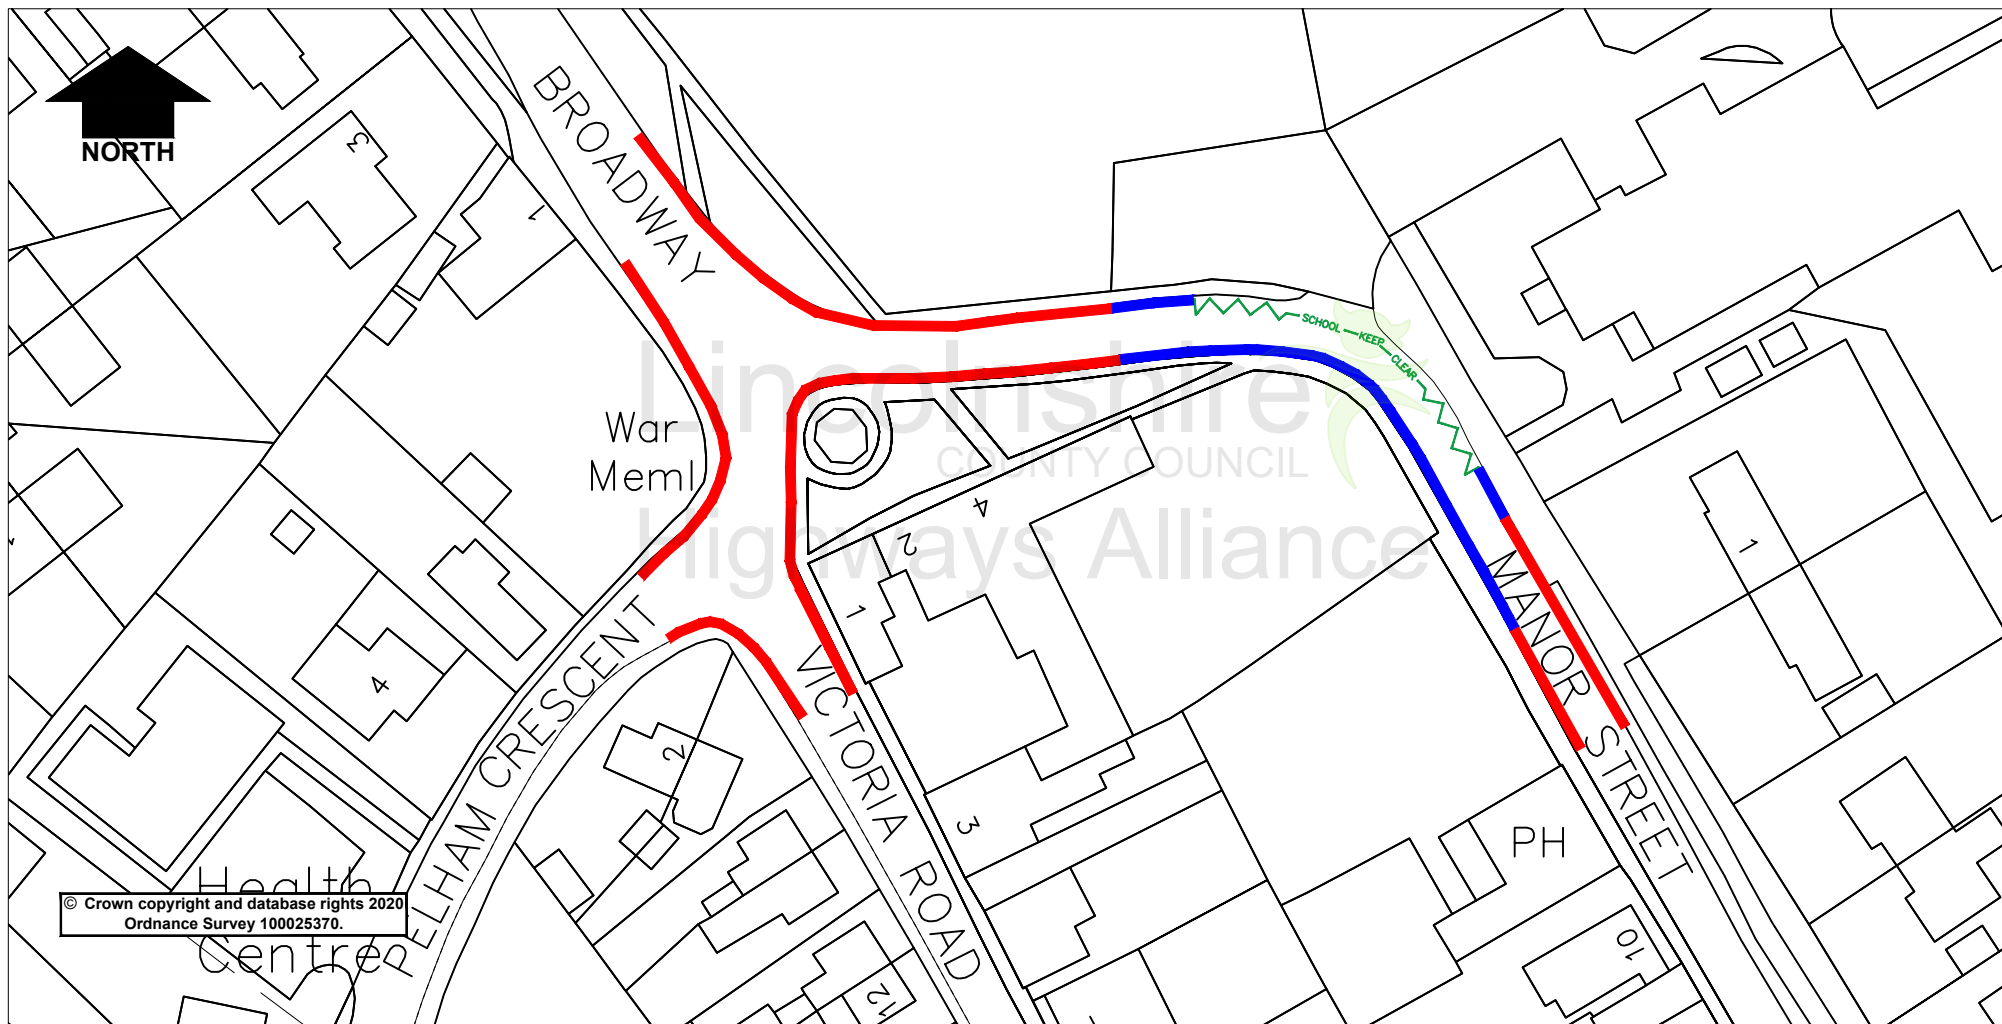 NORTH
BROADWAY
3
1
SCHOOL KEEP CLEAR
Lincolnshire
COUNTY COUNCIL
Highways Alliance
War
Meml
4
2
1
1
MANOR STREET
PELHAM CRESCENT
VICTORIA ROAD
4
2
3
PH
10
12
Health
Centre
© Crown copyright and database rights 2020
Ordnance Survey 100025370.